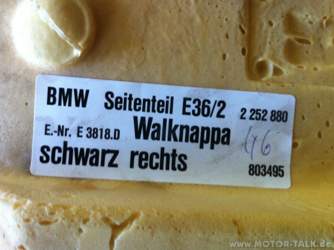 BMW Seitenteil E36/2 2 252 880
E.-Nr. E 3818.D Walknappa 46
schwarz rechts 803495
www.MOTOR-TALK.de